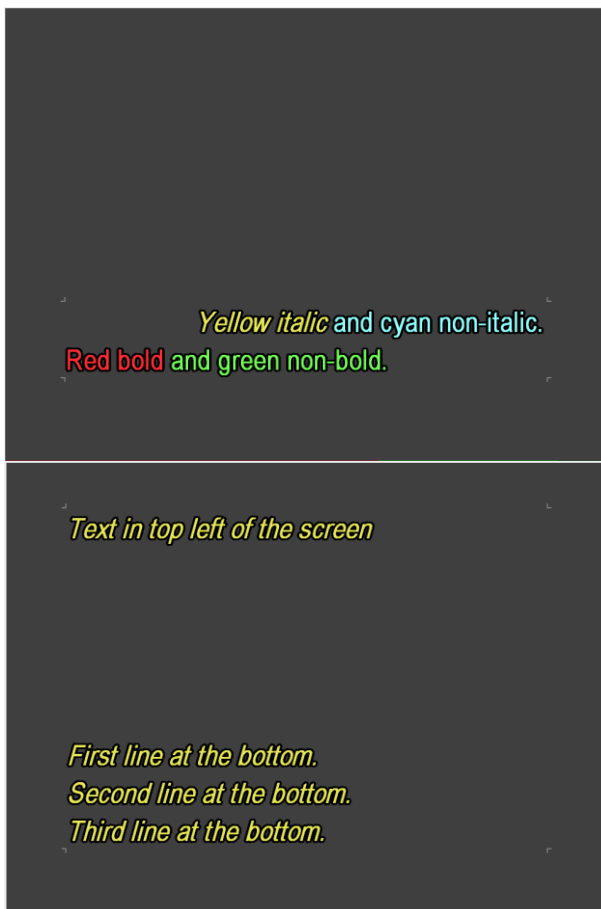 Yellow italic and cyan non-italic.
Red bold and green non-bold.
Text in top left of the screen
First line at the bottom.
Second line at the bottom.
Third line at the bottom.